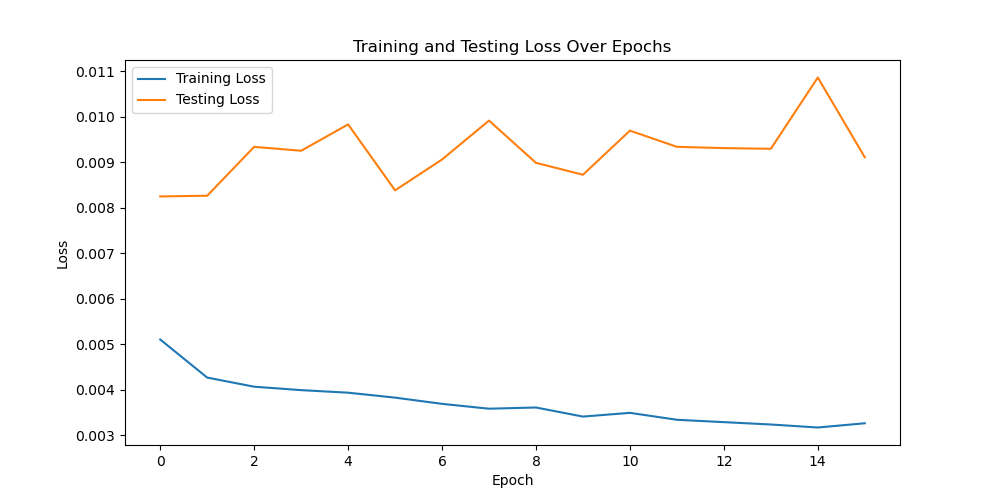 Training and Testing Loss Over Epochs
Training Loss
Testing Loss
0.011
0.010
0.009
0.008
0.007
0.006
0.005
0.004
0.003
Loss
0 2 4 6 8 10 12 14
Epoch